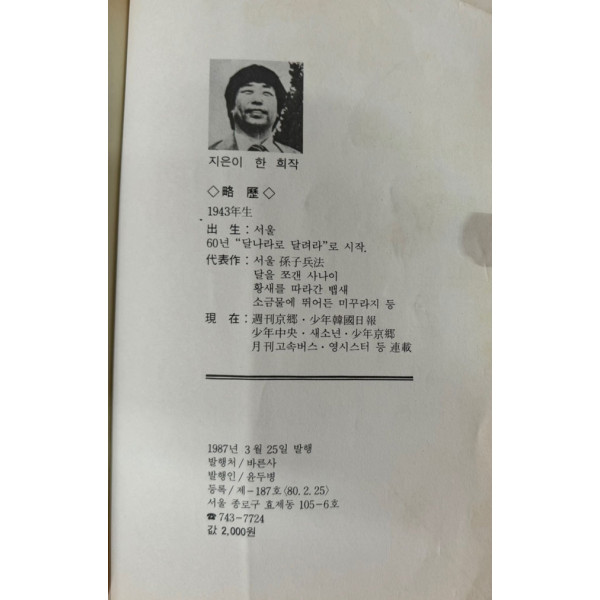 지은이 한 희작
◇略 歷◇
1943年生
出 生 : 서울
60년 “달나라로 달려라”로 시작.
代表作 : 서울 孫子兵法
달을 쪼갠 사나이
황새를 따라간 뱁새
소금물에 뛰어든 미꾸라지 등
現 在 : 週刊京鄕・少年韓國日報
少年中央・새소년・少年京鄕
月刊고속버스・영시스터 등 連載
1987년 3월 25일 발행
발행처/바른사
발행인/윤두병
등록/제-187호〈80.2.25〉
서울 종로구 효제동 105-6호
☎743-7724
값 2,000원